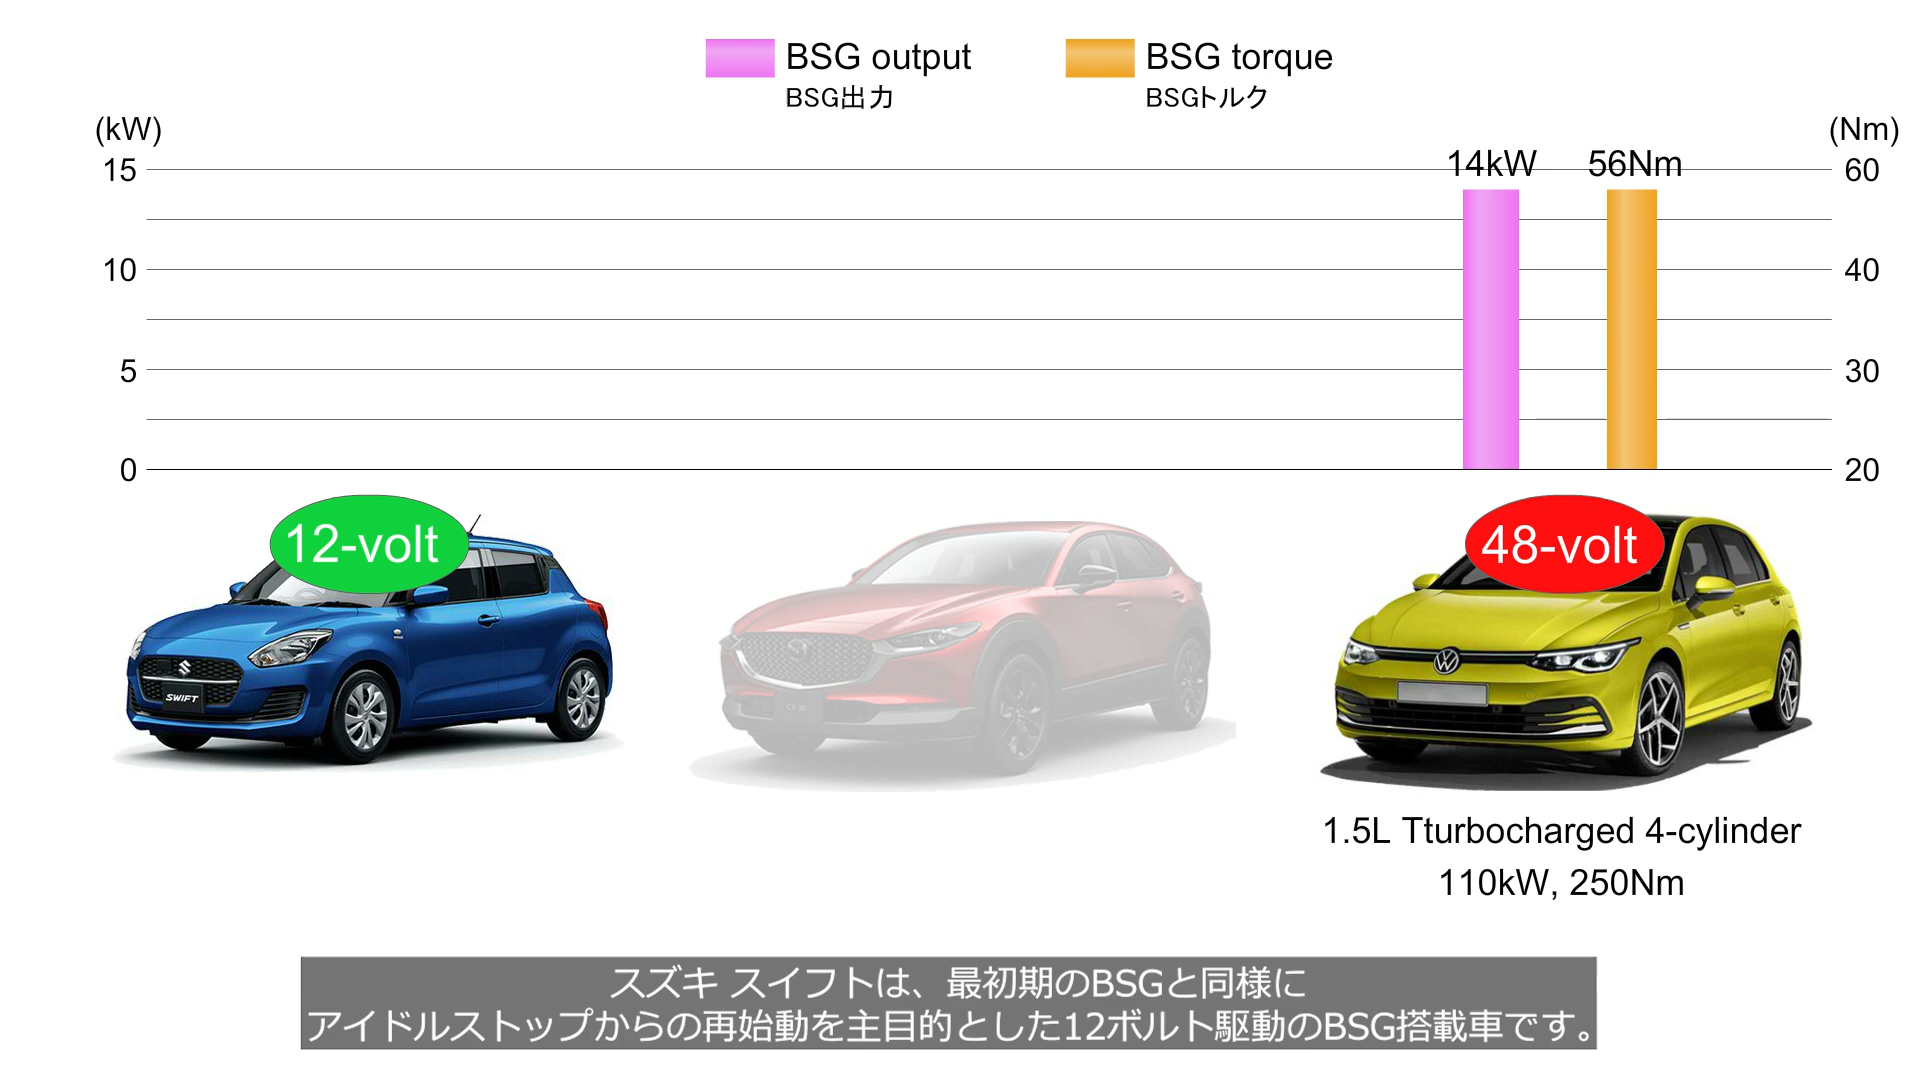 BSG output
BSG出力
BSG torque
BSGトルク
(kW)
(Nm)
14kW
56Nm
15
60
10
40
5
30
0
20
12-volt
48-volt
SWIFT
1.5L Tturbocharged 4-cylinder
110kW, 250Nm
スズキ スイフトは、最初期のBSGと同様に
アイドルストップからの再始動を主目的とした12ボルト駆動のBSG搭載車です。